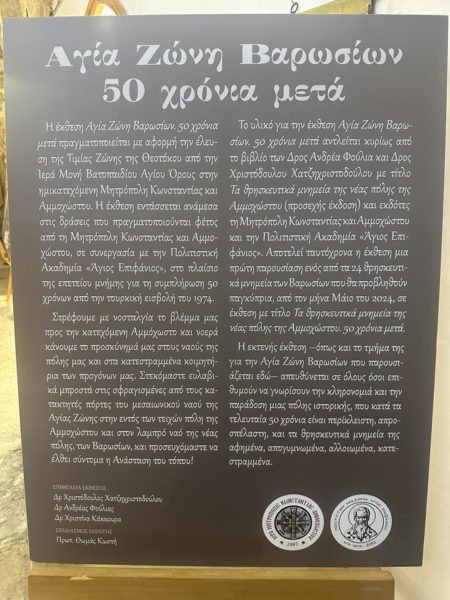 Αγία Ζώνη Βαρωσίων
50 χρόνια μετά
Η έκθεση Αγία Ζώνη Βαρωσίων. 50 χρόνια
μετά πραγματοποιείται με αφορμή την έλευ-
ση της Τιμίας Ζώνης της Θεοτόκου από την
Ιερά Μονή Βατοπαιδίου Αγίου Όρους στην
ημικατεχόμενη Μητρόπολη Κωνσταντίας και
Αμμοχώστου. Η έκθεση εντάσσεται ανάμεσα
στις δράσεις που πραγματοποιούνται φέτος
από τη Μητρόπολη Κωνσταντίας και Αμμο-
χώστου, σε συνεργασία με την Πολιτιστική
Ακαδημία «Άγιος Επιφάνιος», στο πλαίσιο
της επετείου μνήμης για τη συμπλήρωση 50
χρόνων από την τουρκική εισβολή του 1974.
Στρέφουμε με νοσταλγία το βλέμμα μας
προς την κατεχόμενη Αμμόχωστο και νοερά
κάνουμε το προσκύνημά μας στους ναούς της
πόλης μας και στα κατεστραμμένα κοιμητή-
ρια των προγόνων μας. Στεκόμαστε ευλαβι-
κά μπροστά στις σφραγισμένες από τους κα-
τακτητές πόρτες του μεσαιωνικού ναού της
Αγίας Ζώνης στην εντός των τειχών πόλη της
Αμμοχώστου και στον λαμπρό ναό της νέας
πόλης, των Βαρωσίων, και προσευχόμαστε να
έλθει σύντομα η Ανάσταση του τόπου!
ΕΠΙΜΕΛΕΙΑ ΕΚΘΕΣΗΣ
Δρ Χριστόδουλος Χατζηχριστοδούλου
Δρ Ανδρέας Φούλιας
Δρ Χριστίνα Κάκκουρα
ΣΧΕΔΙΑΣΜΟΣ ΕΚΘΕΣΗΣ
Πρωτ. Θωμάς Κωστή
Το υλικό για την έκθεση Αγία Ζώνη Βαρω-
σίων. 50 χρόνια μετά αντλείται κυρίως από
το βιβλίο των Δρος Ανδρέα Φούλια και Δρος
Χριστόδουλου Χατζηχριστοδούλου με τίτλο
Τα θρησκευτικά μνημεία της νέας πόλης της
Αμμοχώστου (προσεχής έκδοση) και εκδότες
τη Μητρόπολη Κωνσταντίας και Αμμοχώστου
και την Πολιτιστική Ακαδημία «Άγιος Επι-
φάνιος». Αποτελεί ταυτόχρονα η έκθεση μια
πρώτη παρουσίαση ενός από τα 24 θρησκευτι-
κά μνημεία των Βαρωσίων που θα προβληθούν
παγκύπρια, από τον μήνα Μάιο του 2024, σε
έκθεση με τίτλο Τα θρησκευτικά μνημεία της
νέας πόλης της Αμμοχώστου. 50 χρόνια μετά.
Η εκτενής έκθεση –όπως και το τμήμα της
για την Αγία Ζώνη Βαρωσίων που παρουσι-
άζεται εδώ– απευθύνεται σε όλους όσοι επι-
θυμούν να γνωρίσουν την κληρονομιά και την
παράδοση μιας πόλης ιστορικής, που κατά τα
τελευταία 50 χρόνια είναι περίκλειστη, απρο-
σπέλαστη, και τα θρησκευτικά μνημεία της
αφημένα, απογυμνωμένα, αλλοιωμένα, κατε-
στραμμένα.
ΙΕΡΑ ΜΗΤΡΟΠΟΛΙΣ ΚΩΝΣΤΑΝΤΙΑΣ ΑΜΜΟΧΩΣΤΟΥ
2007